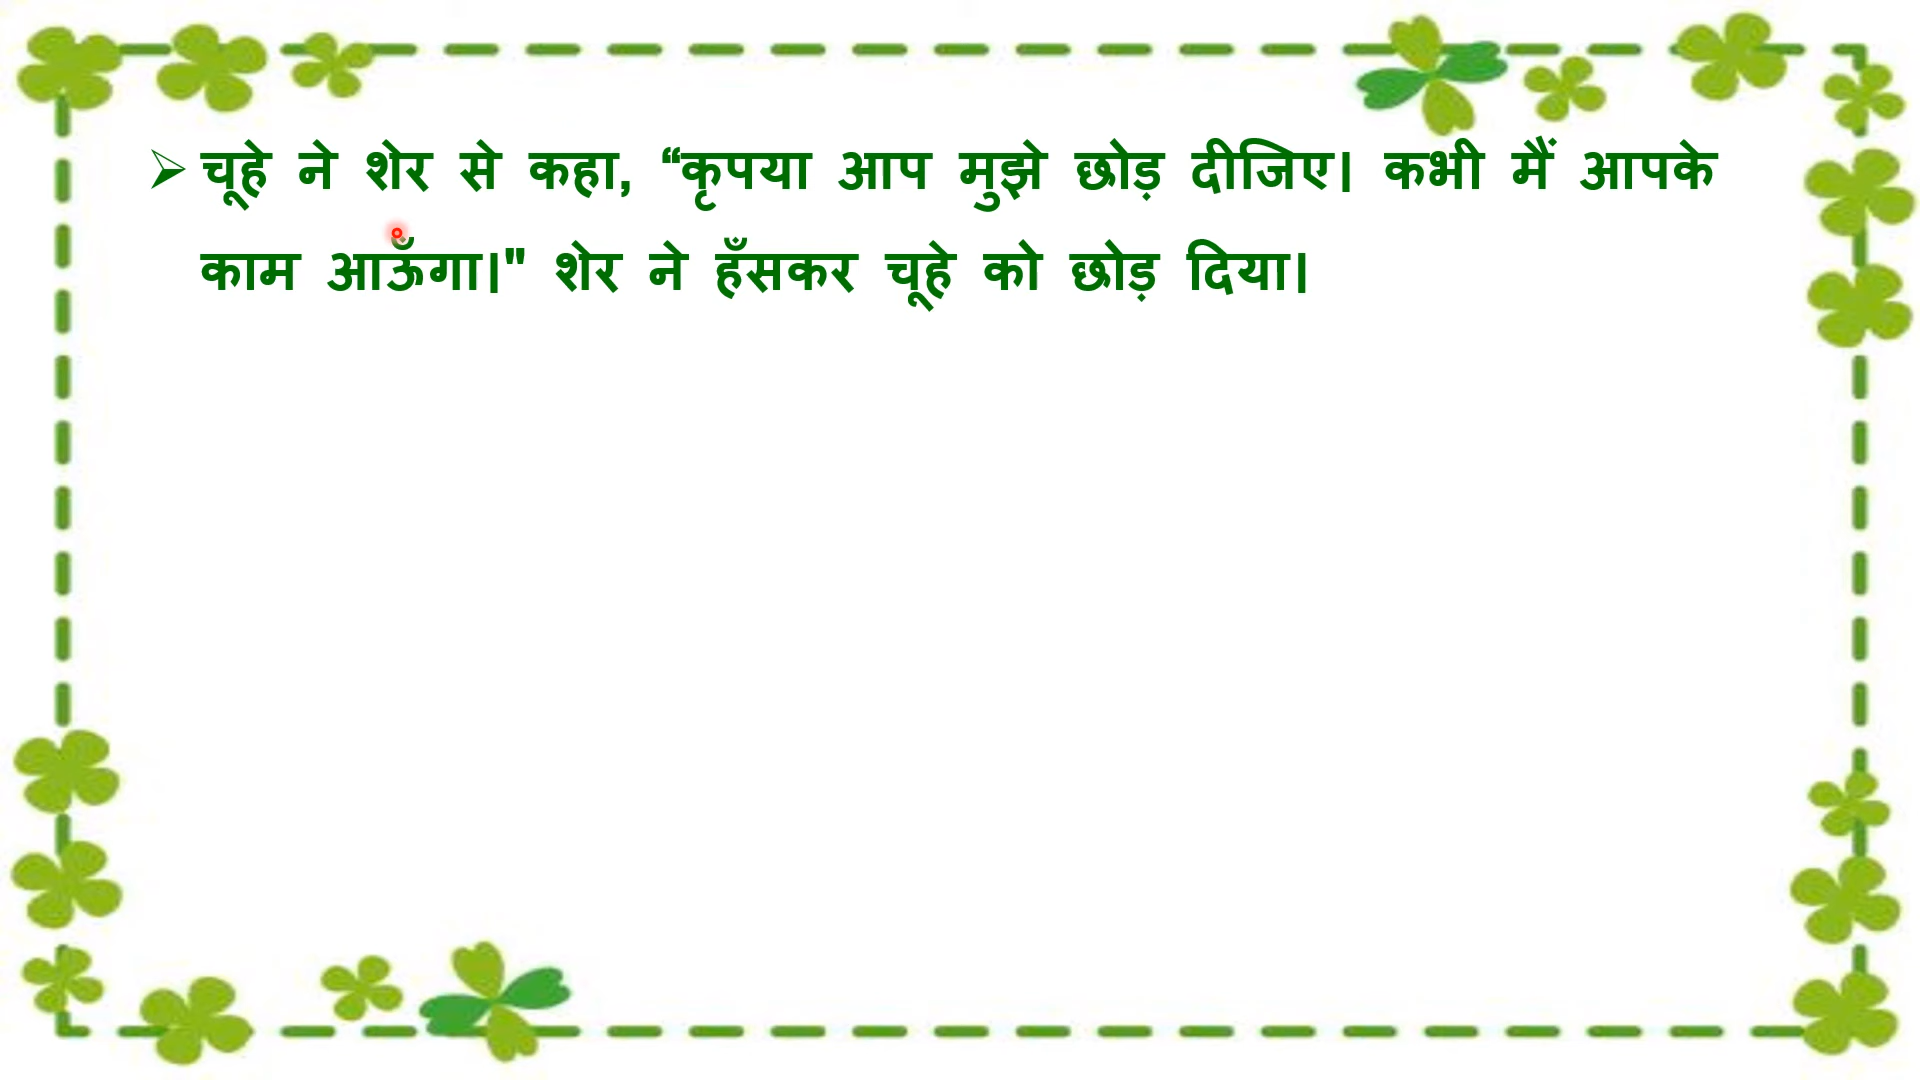 ➢ चूहे ने शेर से कहा, “कृपया आप मुझे छोड़ दीजिए। कभी मैं आपके
काम आऊँगा।" शेर ने हँसकर चूहे को छोड़ दिया।